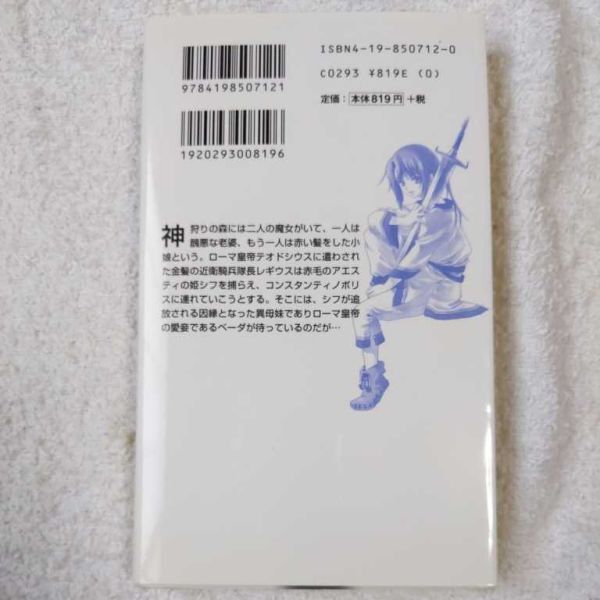 ISBN4-19-850712-0
C0293 ¥819E (0)
9784198507121
定価：本体819円+税
1920293008196
神狩りの森には二人の魔女がいて、一人は
醜悪な老婆、もう一人は赤い髪をした小
娘という。ローマ皇帝テオドシウスに遣わされた
金髪の近衛騎兵隊長レギウスは赤毛のアエス
ティの姫シフを捕らえ、コンスタンティノポリ
スに連れていこうとする。そこには、シフが追
放される因縁となった異母妹でありローマ皇帝
の愛妾であるベーダが待っているのだが…